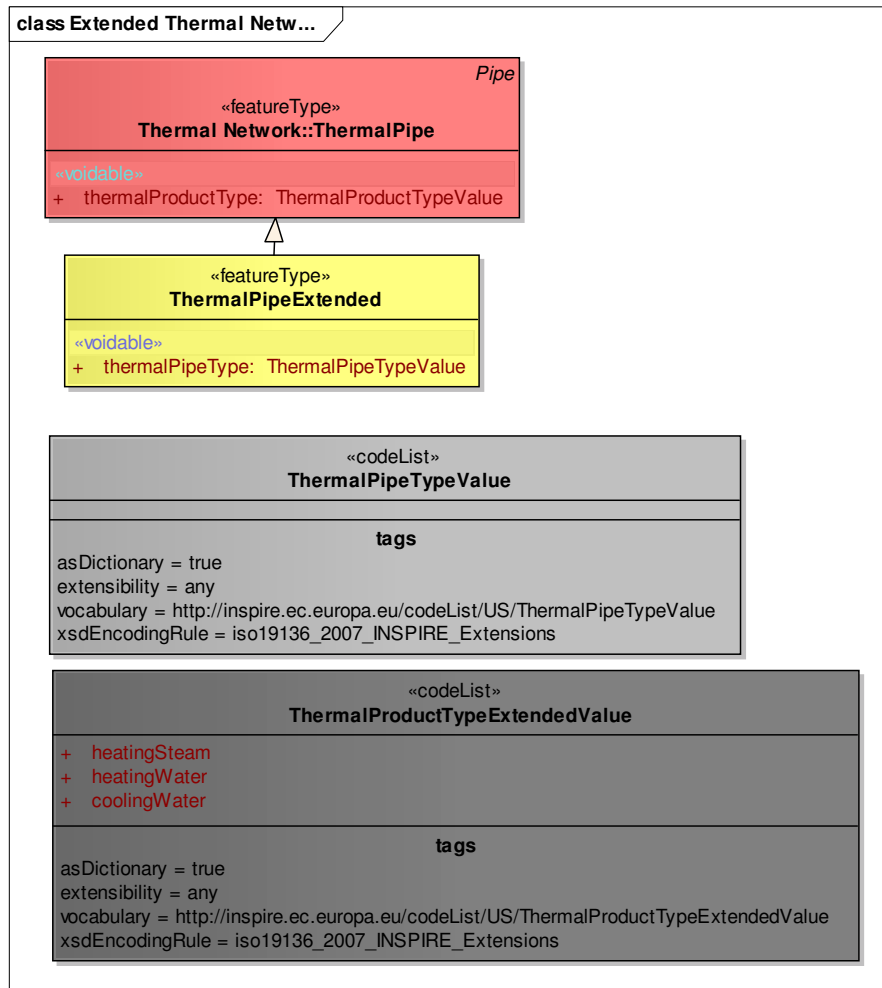 class Extended Thermal Netw...
Pipe
«featureType»
Thermal Network::ThermalPipe
«voidable»
+ thermalProductType: ThermalProductTypeValue
«featureType»
ThermalPipeExtended
«voidable»
+ thermalPipeType: ThermalPipeTypeValue
«codeList»
ThermalPipeTypeValue
tags
asDictionary = true
extensibility = any
vocabulary = http://inspire.ec.europa.eu/codeList/US/ThermalPipeTypeValue
xsdEncodingRule = iso19136_2007_INSPIRE_Extensions
«codeList»
ThermalProductTypeExtendedValue
+ heatingSteam
+ heatingWater
+ coolingWater
tags
asDictionary = true
extensibility = any
vocabulary = http://inspire.ec.europa.eu/codeList/US/ThermalProductTypeExtendedValue
xsdEncodingRule = iso19136_2007_INSPIRE_Extensions